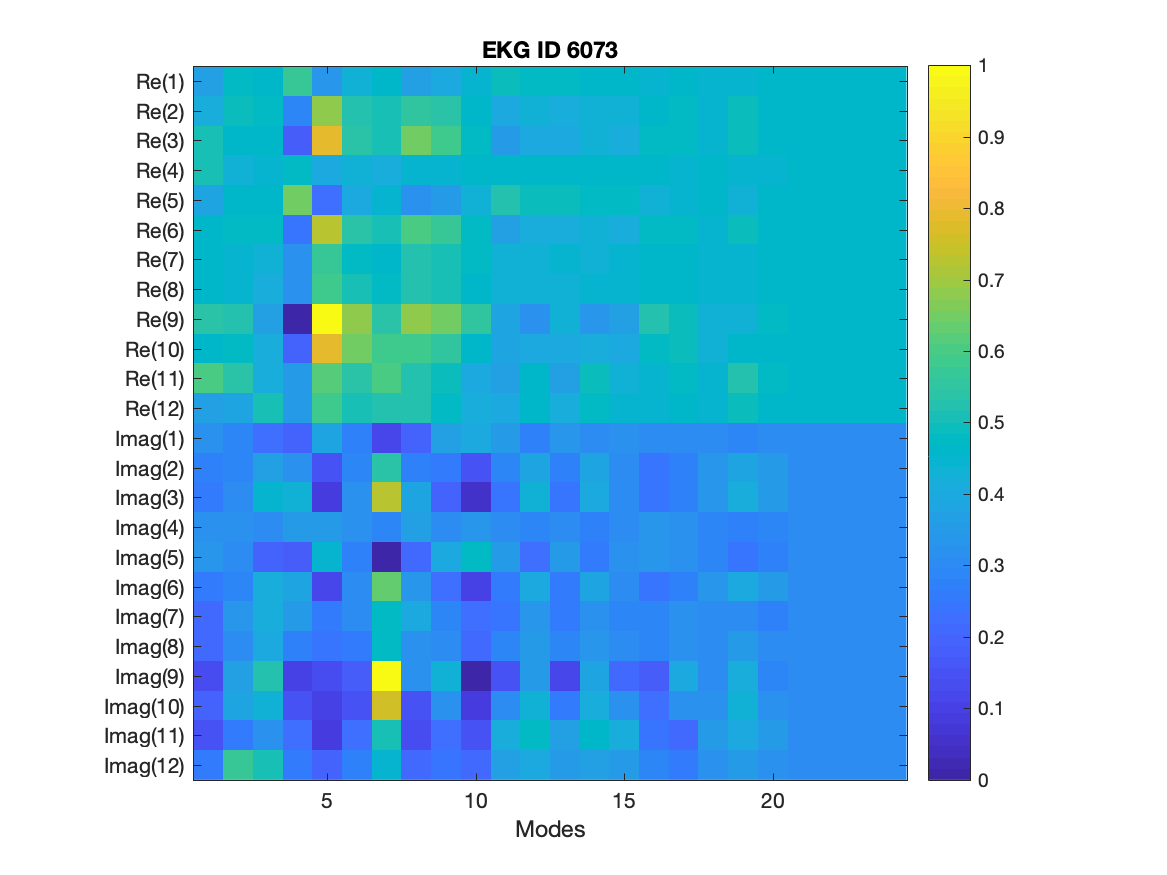 EKG ID 6073
Re(1)
Re(2)
Re(3)
Re(4)
Re(5)
Re(6)
Re(7)
Re(8)
Re(9)
Re(10)
Re(11)
Re(12)
Imag(1)
Imag(2)
Imag(3)
Imag(4)
Imag(5)
Imag(6)
Imag(7)
Imag(8)
Imag(9)
Imag(10)
Imag(11)
Imag(12)
5 10 15 20
Modes
1
0.9
0.8
0.7
0.6
0.5
0.4
0.3
0.2
0.1
0